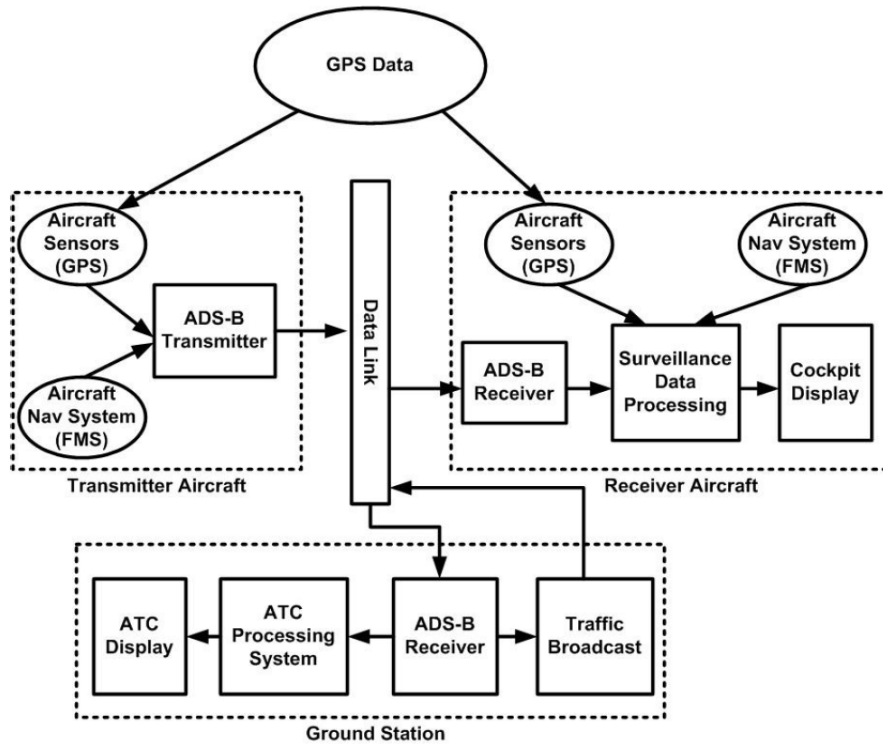 GPS Data
Aircraft
Sensors
(GPS)
ADS-B
Transmitter
Aircraft
Nav System
(FMS)
Transmitter Aircraft
Data Link
Aircraft
Sensors
(GPS)
Aircraft
Nav System
(FMS)
ADS-B
Receiver
Surveillance
Data
Processing
Cockpit
Display
Receiver Aircraft
ATC
Display
ATC
Processing
System
ADS-B
Receiver
Traffic
Broadcast
Ground Station